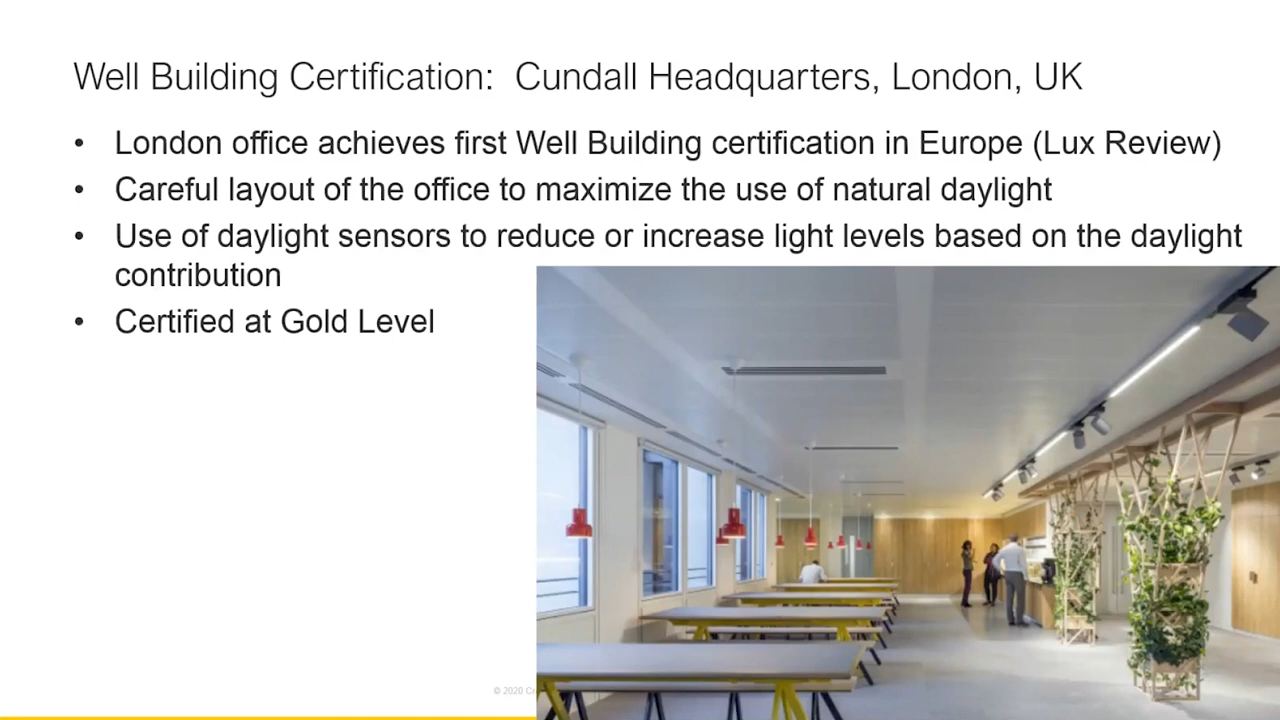 Well Building Certification: Cundall Headquarters, London, UK
• London office achieves first Well Building certification in Europe (Lux Review)
• Careful layout of the office to maximize the use of natural daylight
• Use of daylight sensors to reduce or increase light levels based on the daylight
contribution
• Certified at Gold Level
© 2020